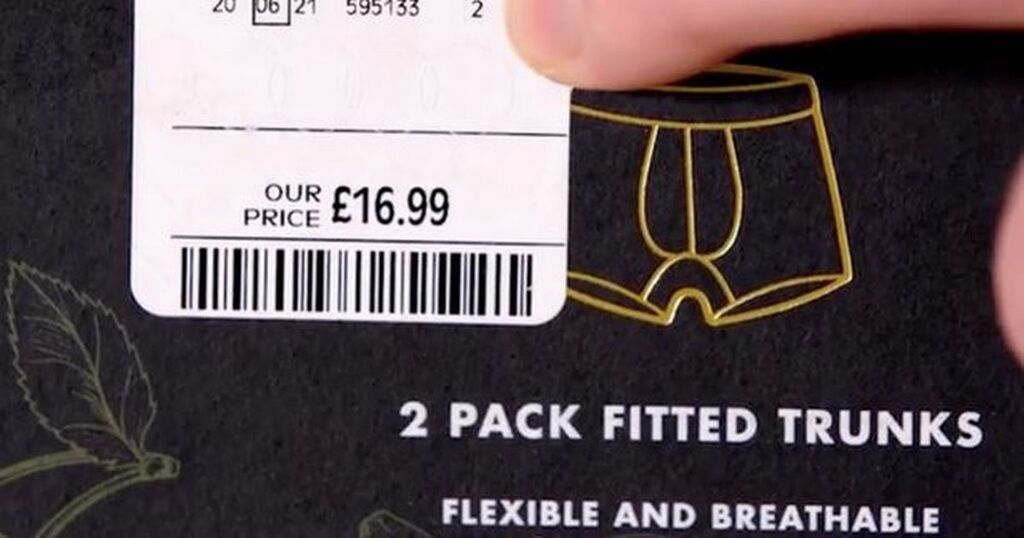 20 06 21 595133 2
OUR
PRICE £16.99
2 PACK FITTED TRUNKS
FLEXIBLE AND BREATHABLE